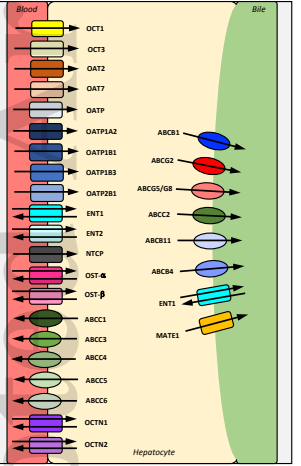 Blood
Bile
OCT1
OCT3
OAT2
OAT7
OATP
OATP1A2
OATP1B1
OATP1B3
OATP2B1
ENT1
ENT2
NTCP
OST-α
OST-β
ABCC1
ABCC3
ABCC4
ABCC5
ABCC6
OCTN1
OCTN2
ABCB1
ABCG2
ABCG5/G8
ABCC2
ABCB11
ABCB4
ENT1
MATE1
Hepatocyte